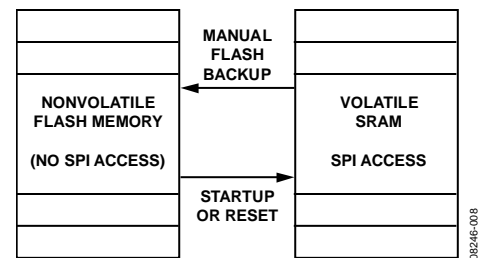 MANUAL
FLASH
BACKUP
NONVOLATILE
FLASH MEMORY
(NO SPI ACCESS)
VOLATILE
SRAM
SPI ACCESS
STARTUP
OR RESET
08246-008